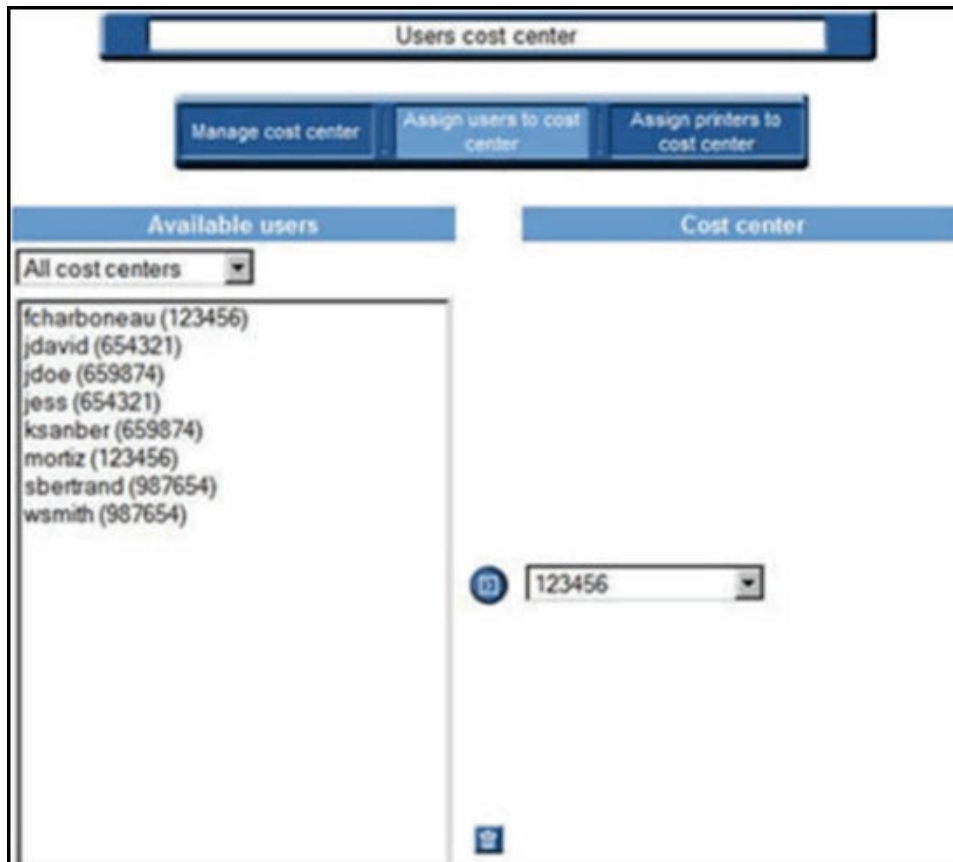 Users cost center
Manage cost center
Assign users to cost
center
Assign printers to
cost center
Available users
Cost center
All cost centers
fcharboneau (123456)
jdavid (654321)
jdoe (659874)
jess (654321)
ksanber (659874)
mortiz (123456)
sbertrand (987654)
wsmith (987654)
123456